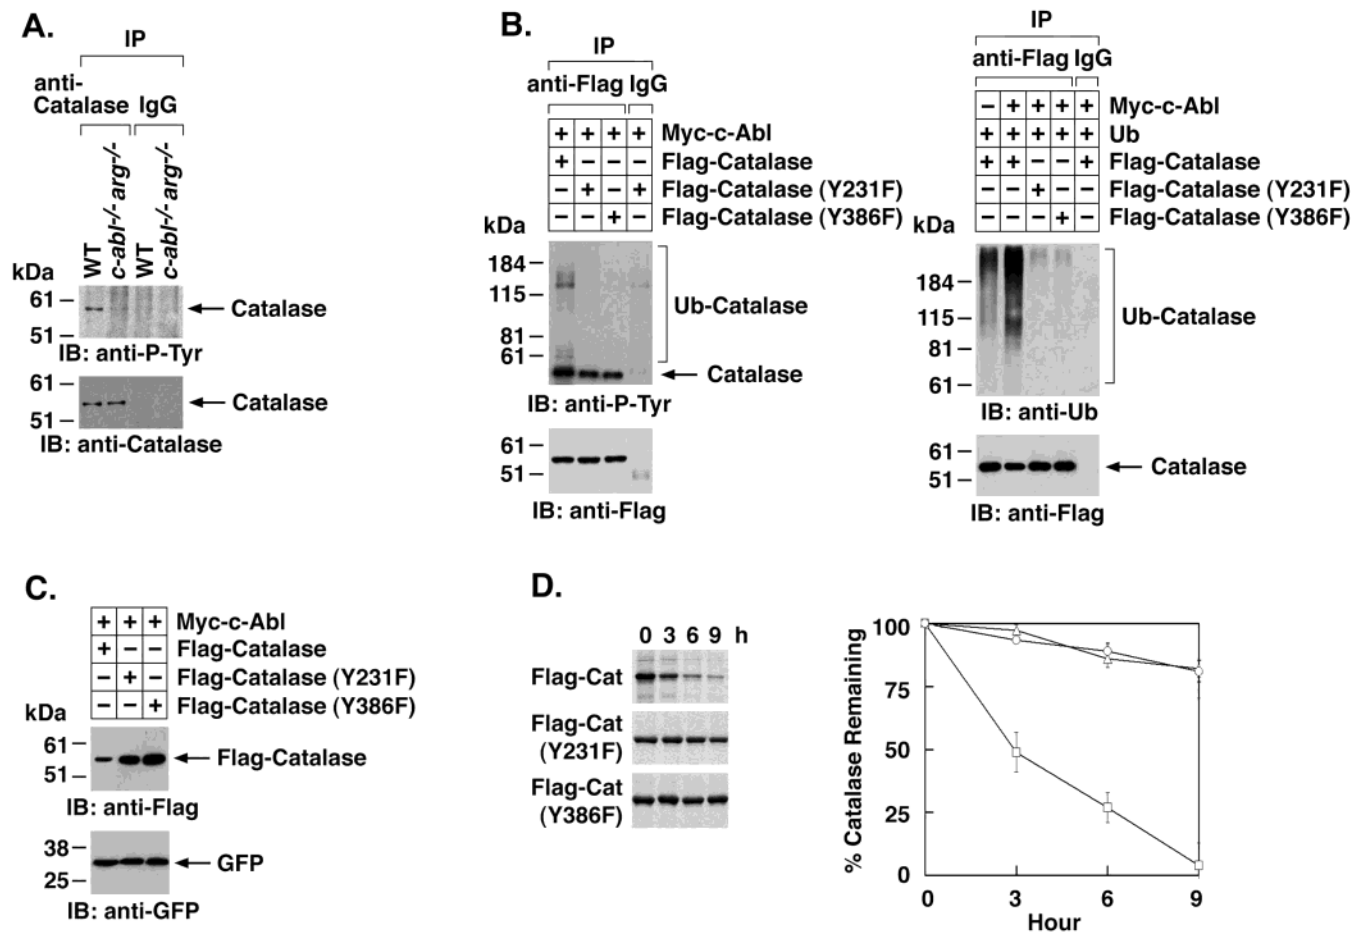 A.
IP
anti-
Catalase IgG
WT
c-abl-/- arg-/-
WT
c-abl-/- arg-/-
kDa
61
51
Catalase
IB: anti-P-Tyr
61
51
Catalase
IB: anti-Catalase
B.
IP
anti-Flag IgG
+ + + + Myc-c-Abl
+ − − − Flag-Catalase
− + − + Flag-Catalase (Y231F)
− − + − Flag-Catalase (Y386F)
kDa
184
115
81
61
Ub-Catalase
Catalase
IB: anti-P-Tyr
61
51
IB: anti-Flag
IP
anti-Flag IgG
− + + + + Myc-c-Abl
+ + + + + Ub
+ + − − + Flag-Catalase
− − + − − Flag-Catalase (Y231F)
− − − + − Flag-Catalase (Y386F)
kDa
184
115
81
61
Ub-Catalase
IB: anti-Ub
61
51
Catalase
IB: anti-Flag
C.
+ + + Myc-c-Abl
+ − − Flag-Catalase
− + − Flag-Catalase (Y231F)
− − + Flag-Catalase (Y386F)
kDa
61
51
Flag-Catalase
IB: anti-Flag
38
25
GFP
IB: anti-GFP
D.
0 3 6 9 h
Flag-Cat
Flag-Cat
(Y231F)
Flag-Cat
(Y386F)
% Catalase Remaining
100
75
50
25
0
0 3 6 9
Hour